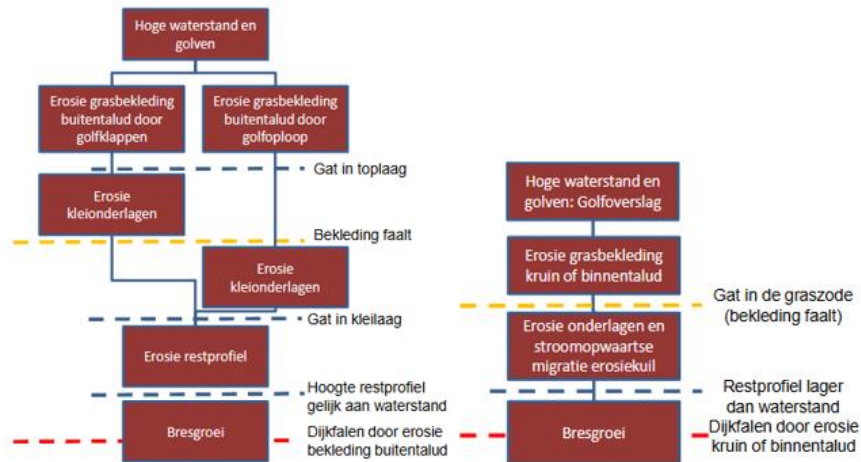 Hoge waterstand en
golven
Erosie grasbekleding
buitentalud door
golfklappen
Erosie grasbekleding
buitentalud door
golfoploop
Gat in toplaag
Erosie
kleionderlagen
Bekleding faalt
Erosie
kleionderlagen
Gat in kleilaag
Erosie restprofiel
Hoogte restprofiel
gelijk aan waterstand
Bresgroei
Dijkfalen door erosie
bekleding buitentalud
Hoge waterstand en
golven: Golfoverslag
Erosie grasbekleding
kruin of binnentalud
Gat in de graszode
(bekleding faalt)
Erosie onderlagen en
stroomopwaartse
migratie erosiekuil
Restprofiel lager
dan waterstand
Bresgroei
Dijkfalen door erosie
kruin of binnentalud